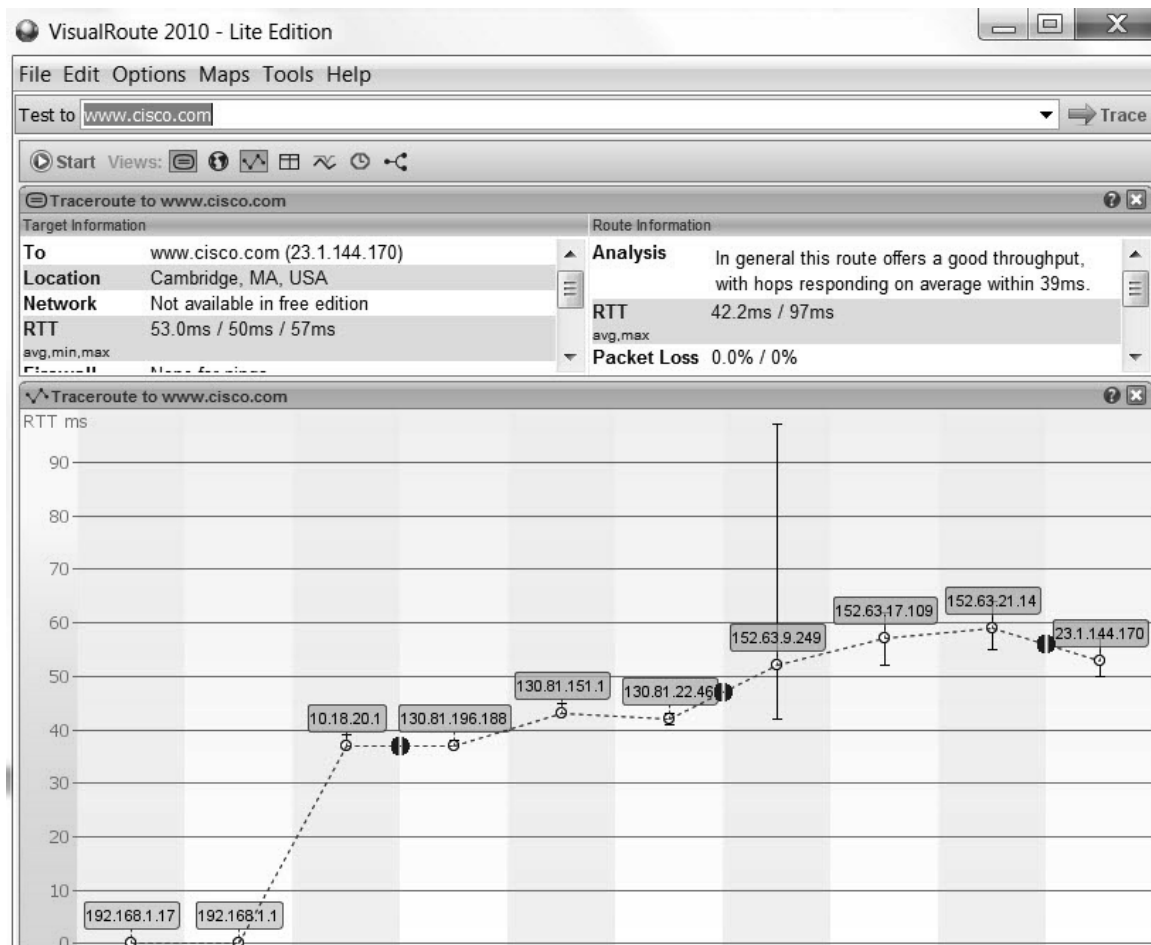 VisualRoute 2010 - Lite Edition
File Edit Options Maps Tools Help
Test to www.cisco.com Trace
Start Views:
Traceroute to www.cisco.com
Target Information
To www.cisco.com (23.1.144.170)
Location Cambridge, MA, USA
Network Not available in free edition
RTT 53.0ms / 50ms / 57ms
avg,min,max
Firewall None for pings
Route Information
Analysis In general this route offers a good throughput,
with hops responding on average within 39ms.
RTT 42.2ms / 97ms
avg,max
Packet Loss 0.0% / 0%
Traceroute to www.cisco.com
RTT ms
90
80
70
60
50
40
30
20
10
0
192.168.1.17
192.168.1.1
10.18.20.1
130.81.196.188
130.81.151.1
130.81.22.46
152.63.9.249
152.63.17.109
152.63.21.14
23.1.144.170